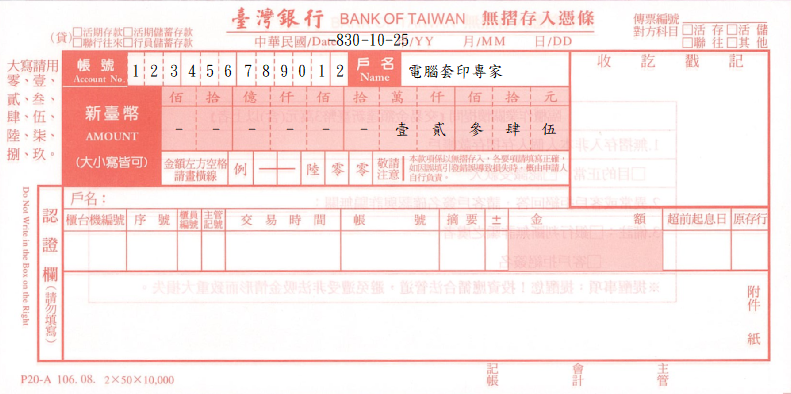 臺灣銀行 BANK OF TAIWAN 無摺存入憑條
(貸) □活期存款 □活期儲蓄存款
□聯行往來 □行員儲蓄存款
傳票編號
對方科目 □活存 □活儲
□聯往 □其他
中華民國/Date -830-10-25/YY 月/MM 日/DD
大寫請用零、壹、貳、叁、肆、伍、陸、柒、捌、玖。
帳號 Account No. 1 2 3 4 5 6 7 8 9 0 1 2 戶名 Name 電腦套印專家
收訖戳記
新臺幣 AMOUNT (大小寫皆可)
佰 拾 億 仟 佰 拾 萬 仟 佰 拾 元
- - - - - - 壹 貳 參 肆 伍
金額左方空格請畫橫線 例 — 陸 零 零 敬請注意
本款項係以無摺存入,各要項請填寫正確,
如因誤填引發錯誤導致損失時,概由申請人
自行負責。
認證欄(請勿填寫)
Do Not Write in the Box on the Right
戶名:
櫃台機編號 序號 櫃員編號 主管記號 交易時間 帳號 摘要 ± 金額 超前起息日 原存行
附件 紙
P20-A 106. 08. 2×50×10,000
記帳 會計 主管